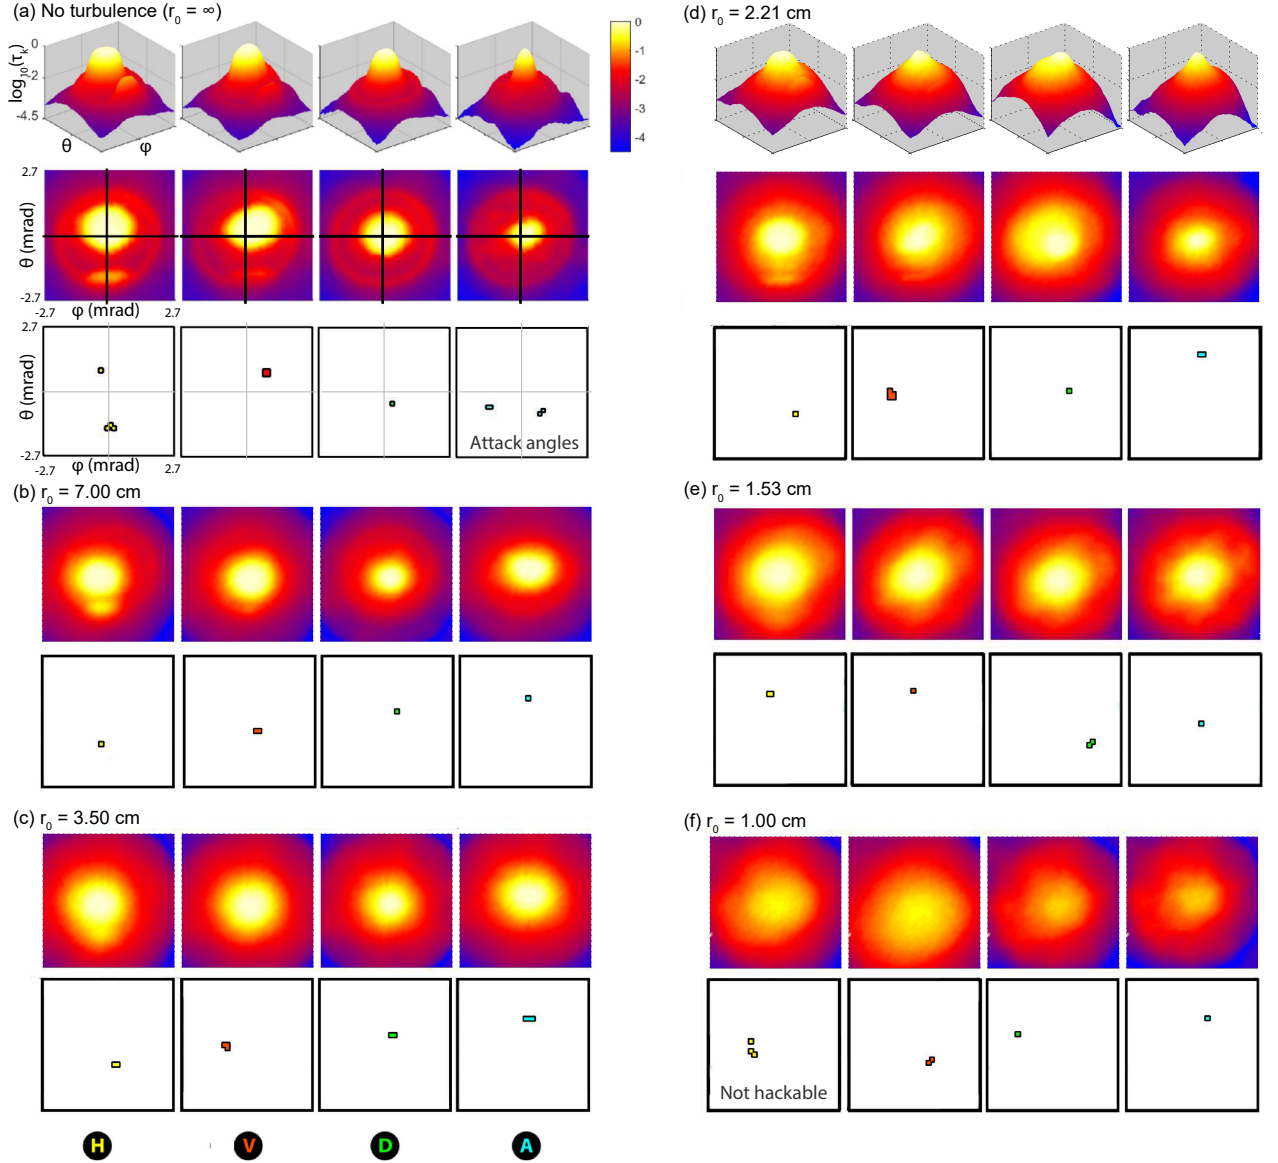 (a) No turbulence (r0 = ∞)
0
-2
-4.5
log10(τk)
θ
φ
0
-1
-2
-3
-4
2.7
θ (mrad)
-2.7
-2.7
φ (mrad)
2.7
2.7
θ (mrad)
-2.7
-2.7
φ (mrad)
2.7
Attack angles
(b) r0 = 7.00 cm
(c) r0 = 3.50 cm
H
V
D
A
(d) r0 = 2.21 cm
(e) r0 = 1.53 cm
(f) r0 = 1.00 cm
Not hackable